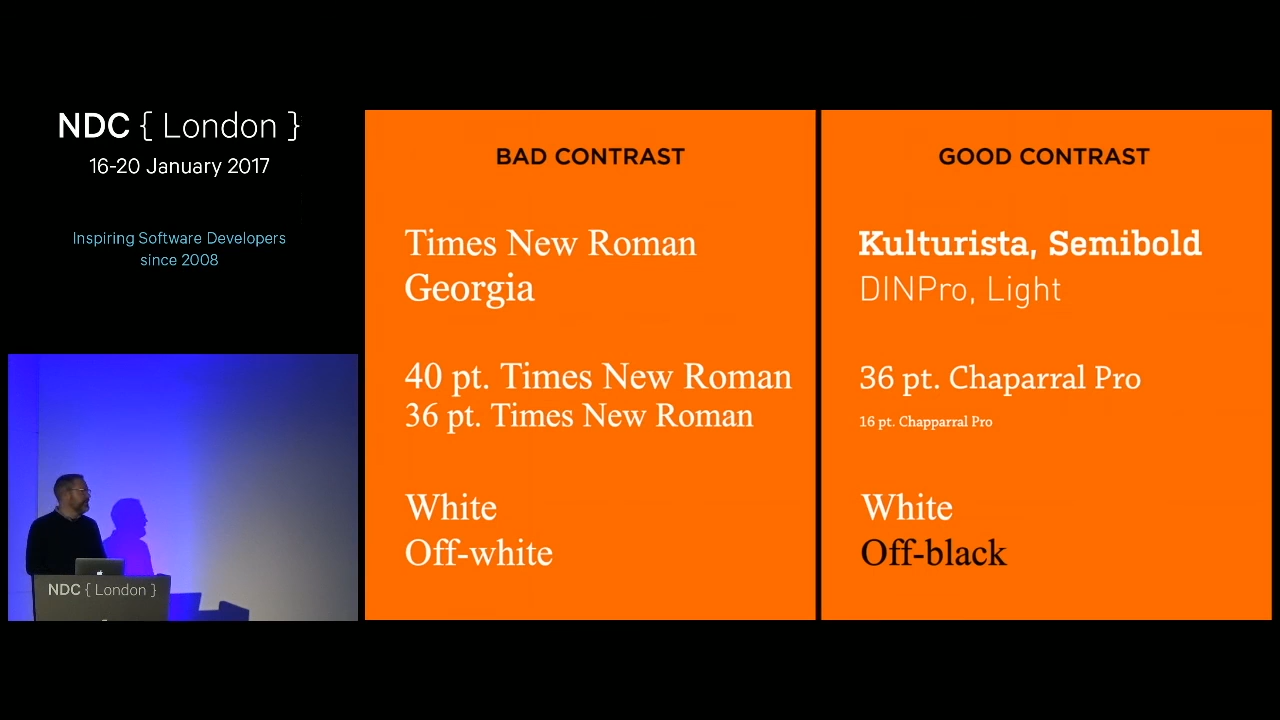 NDC { London }
16-20 January 2017
Inspiring Software Developers
since 2008
NDC { London }
BAD CONTRAST
Times New Roman
Georgia
40 pt. Times New Roman
36 pt. Times New Roman
White
Off-white
GOOD CONTRAST
Kulturista, Semibold
DINPro, Light
36 pt. Chaparral Pro
16 pt. Chapparral Pro
White
Off-black